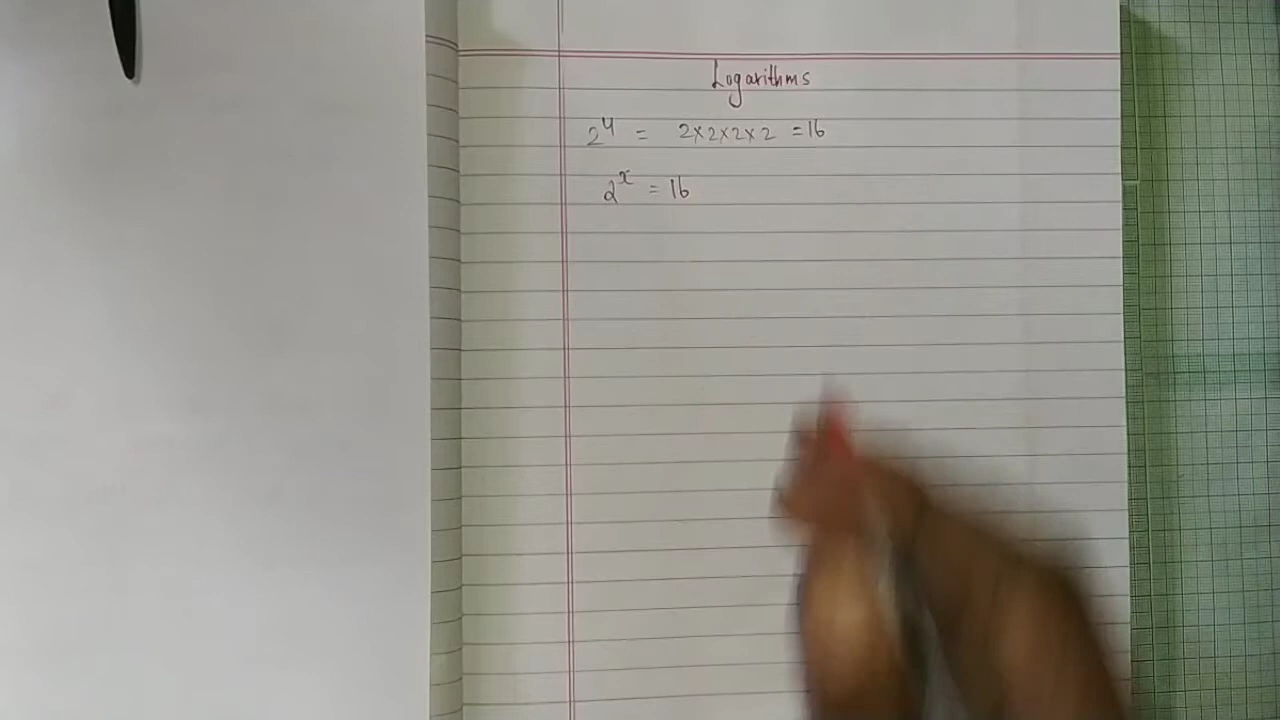 Logarithms
2⁴ = 2×2×2×2 =16
2ˣ = 16